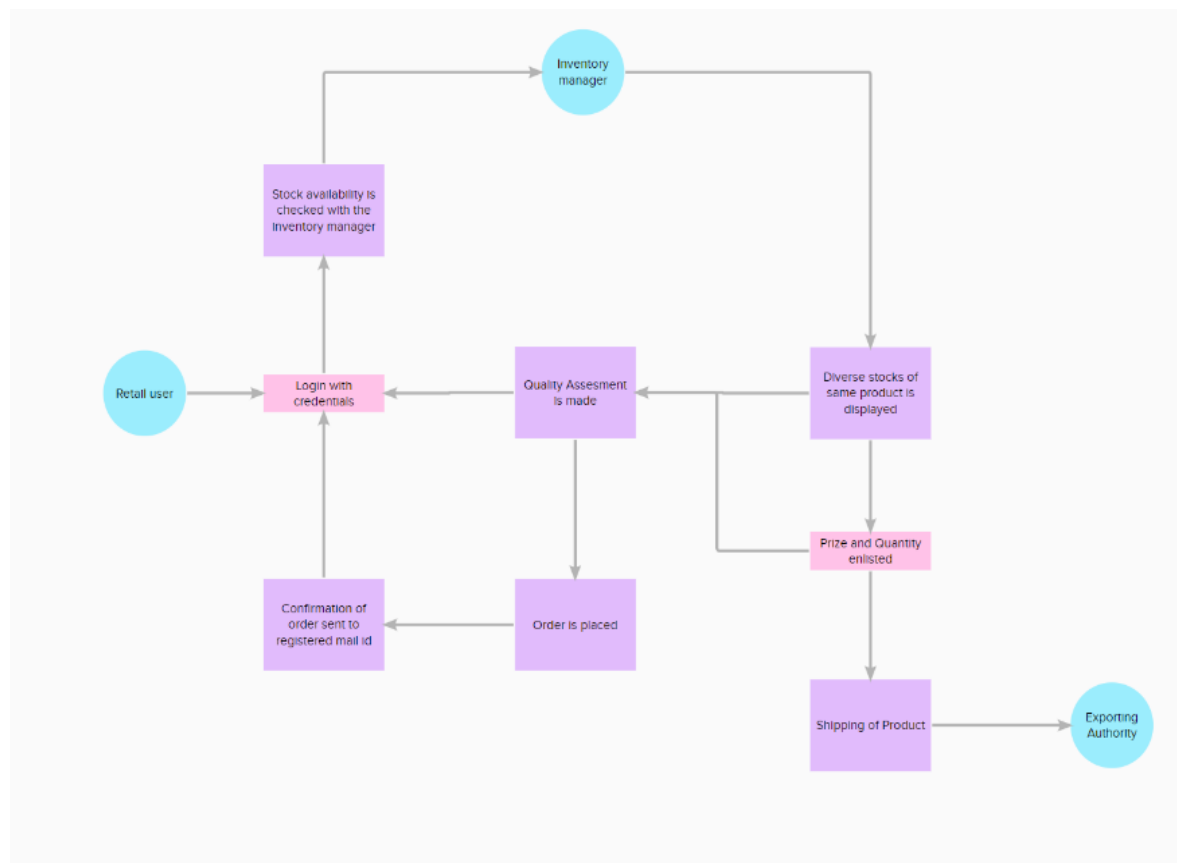 Inventory
manager
Stock availability is
checked with the
Inventory manager
Retail user
Login with
credentials
Quality Assesment
is made
Diverse stocks of
same product is
displayed
Prize and Quantity
enlisted
Confirmation of
order sent to
registered mail id
Order is placed
Shipping of Product
Exporting
Authority